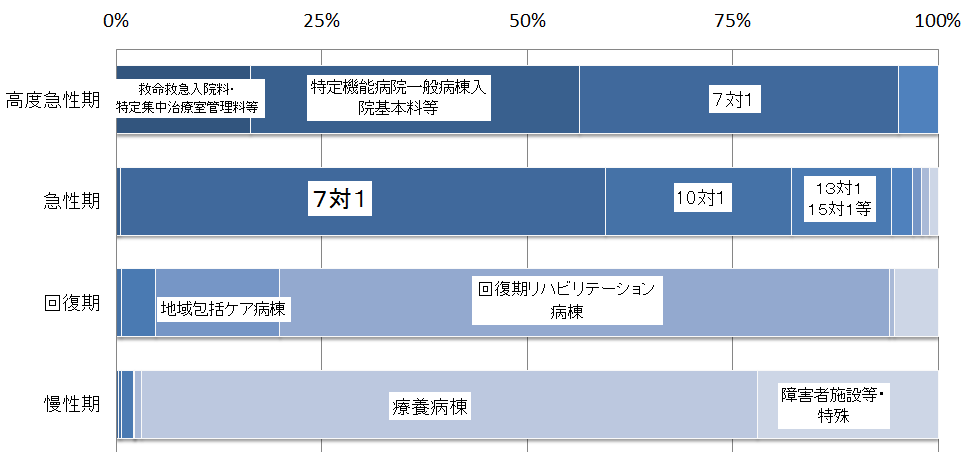 0%
25%
50%
75%
100%
高度急性期
救命救急入院料・
特定集中治療室管理料等
特定機能病院一般病棟入
院基本料等
7対1
急性期
7対1
10対1
13対1
15対1等
回復期
地域包括ケア病棟
回復期リハビリテーション
病棟
慢性期
療養病棟
障害者施設等・
特殊